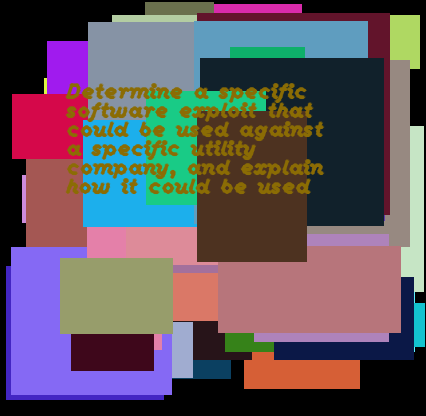 Determine a specific
software exploit that
could be used against
a specific utility
company, and explain
how it could be used